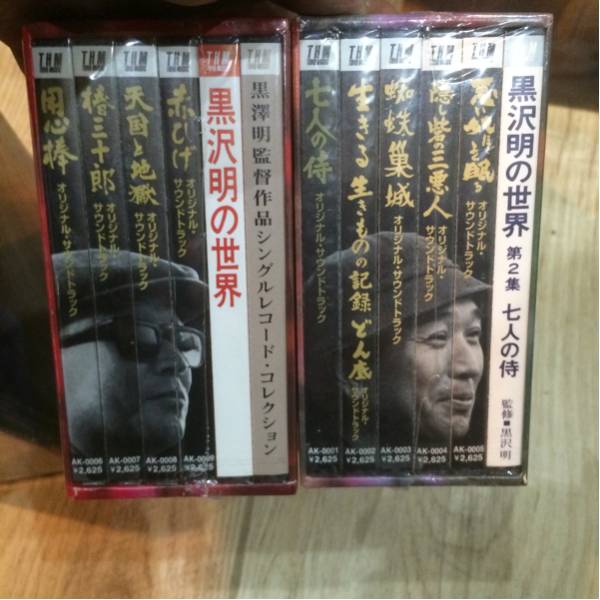 T.H.M
用心棒
オリジナル・サウンドトラック
AK-0006
¥2,625
T.H.M
椿三十郎
オリジナル・
サウンドトラック
AK-0007
¥2,625
T.H.M
天国と地獄
オリジナル・
サウンドトラック
AK-0008
¥2,625
T.H.M
赤ひげ
オリジナル・
サウンドトラック
AK-0009
¥2,625
黒沢明の世界
黒澤明監督作品シングルレコード・コレクション
T.H.M
七人の侍
オリジナル・サウンドトラック
AK-0001
¥2,625
T.H.M
生きる 生きものの記録 どん底
オリジナル・
サウンドトラック
AK-0002
¥2,625
T.H.M
蜘蛛巣城
オリジナル・サウンドトラック
AK-0003
¥2,625
T.H.M
隠し砦の三悪人
オリジナル・
サウンドトラック
AK-0004
¥2,625
T.H.M
悪い奴ほどよく眠る
オリジナル・
サウンドトラック
AK-0005
¥2,625
黒沢明の世界 第2集 七人の侍
監修■黒沢明